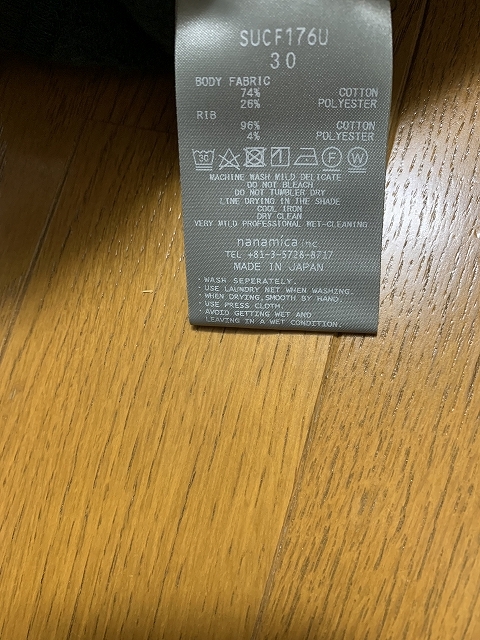 SUCF176U
30
BODY FABRIC
74% COTTON
26% POLYESTER
RIB
96% COTTON
4% POLYESTER
MACHINE WASH MILD DELICATE
DO NOT BLEACH
DO NOT TUMBLER DRY
LINE DRYING IN THE SHADE
COOL IRON
DRY CLEAN
VERY MILD PROFESSIONAL WET-CLEANING
nanamica inc.
TEL +81-3-5728-8717
MADE IN JAPAN
・WASH SEPERATELY.
・USE LAUNDRY NET WHEN WASHING.
・WHEN DRYING,SMOOTH BY HAND.
・USE PRESS CLOTH.
・AVOID GETTING WET AND
LEAVING IN A WET CONDITION.